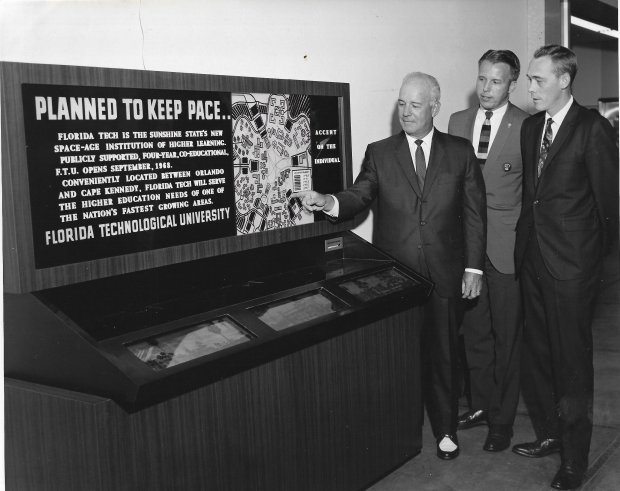 PLANNED TO KEEP PACE..
FLORIDA TECH IS THE SUNSHINE STATE'S NEW
SPACE-AGE INSTITUTION OF HIGHER LEARNING.
PUBLICLY SUPPORTED, FOUR-YEAR, CO-EDUCATIONAL,
F.T.U. OPENS SEPTEMBER, 1968.
CONVENIENTLY LOCATED BETWEEN ORLANDO
AND CAPE KENNEDY, FLORIDA TECH WILL SERVE
THE HIGHER EDUCATION NEEDS OF ONE OF
THE NATION'S FASTEST GROWING AREAS.
FLORIDA TECHNOLOGICAL UNIVERSITY
ACCENT
ON THE
INDIVIDUAL